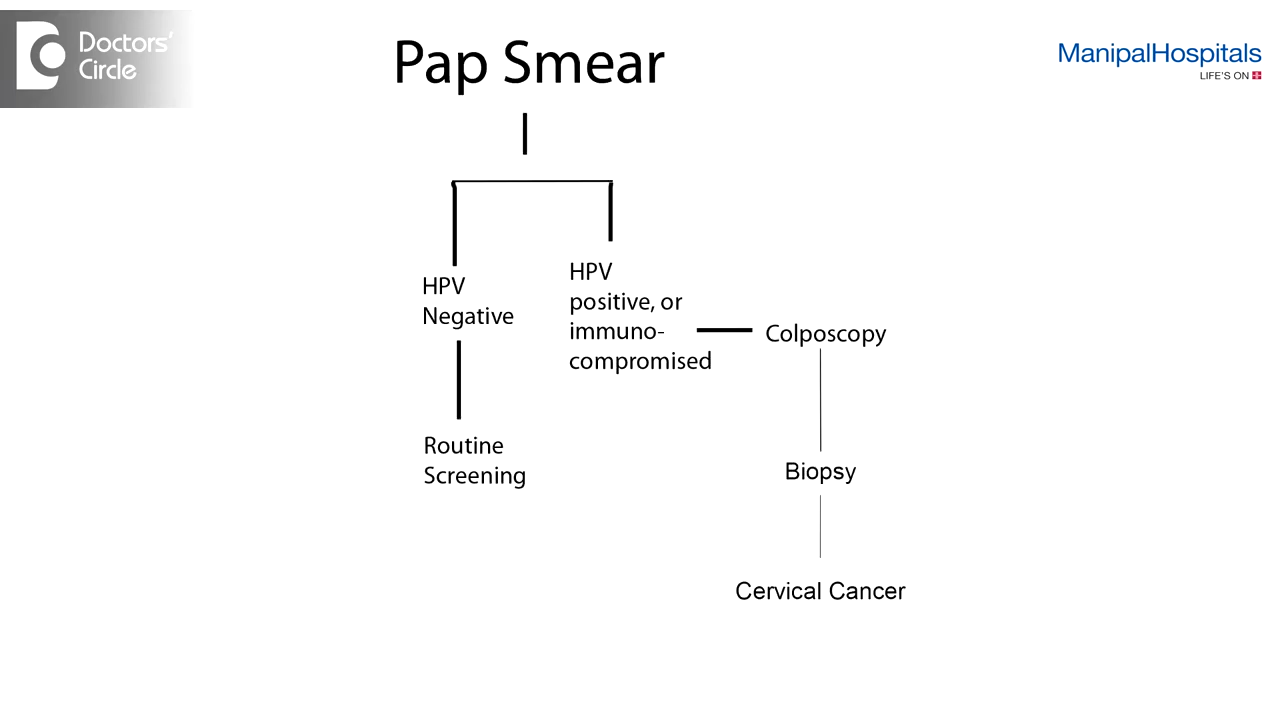 Doctors'
Circle
Pap Smear
ManipalHospitals
LIFE'S ON
HPV
Negative
HPV
positive, or
immuno-
compromised
Colposcopy
Routine
Screening
Biopsy
Cervical Cancer